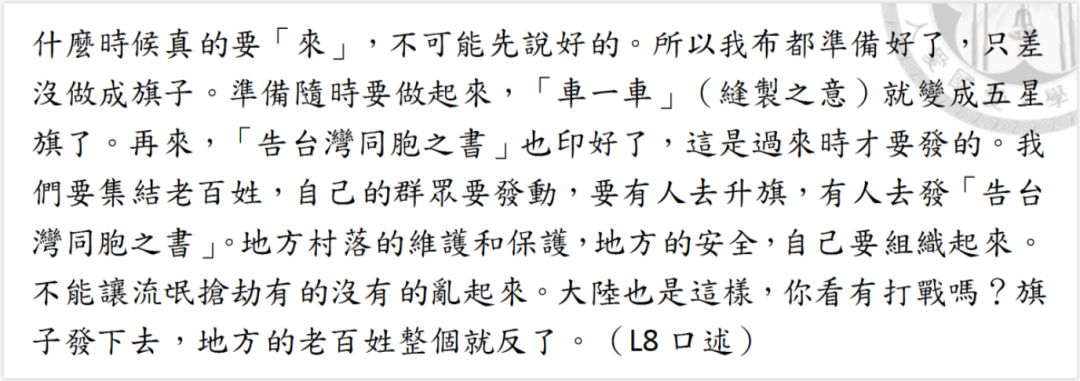 什麼時候真的要「來」，不可能先說好的。所以我布都準備好了，只差
沒做成旗子。準備隨時要做起來，「車一車」（縫製之意）就變成五星
旗了。再來，「告台灣同胞之書」也印好了，這是過來時才要發的。我
們要集結老百姓，自己的群眾要發動，要有人去升旗，有人去發「告台
灣同胞之書」。地方村落的維護和保護，地方的安全，自己要組織起來。
不能讓流氓搶劫有的沒有的亂起來。大陸也是這樣，你看有打戰嗎？旗
子發下去，地方的老百姓整個就反了。（L8 口述）